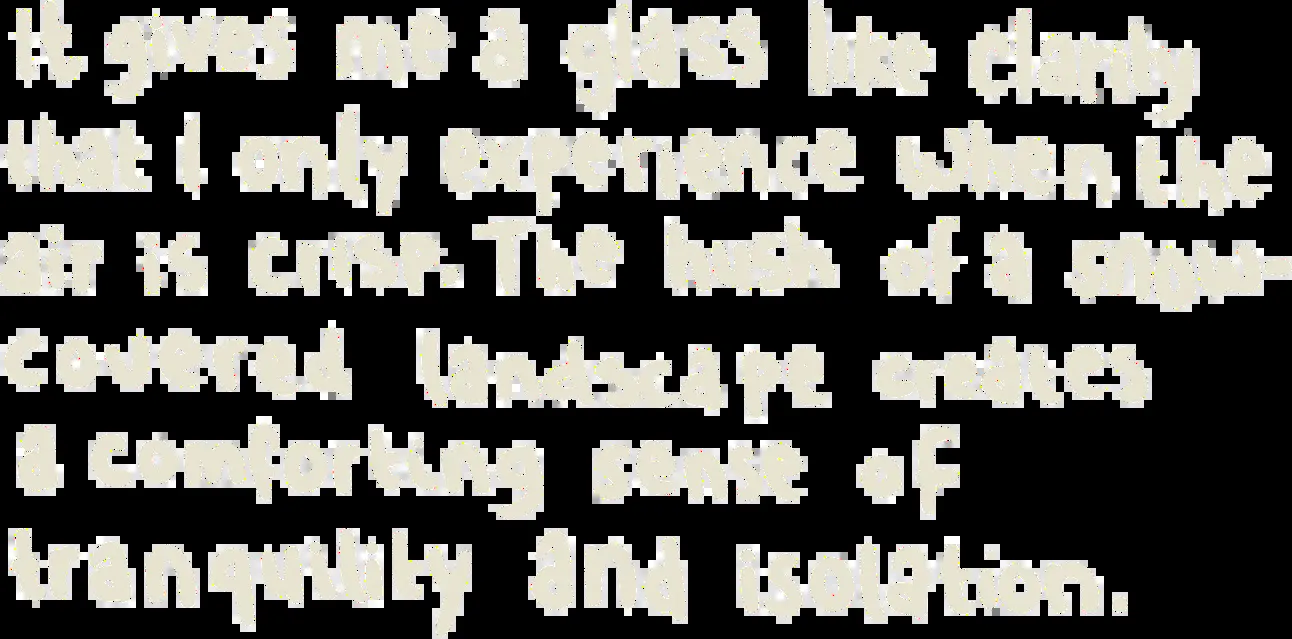 It gives me a glass like clarity
that I only experience when the
air is crisp. The hush of a snow-
covered landscape creates
a comforting sense of
tranquility and isolation.